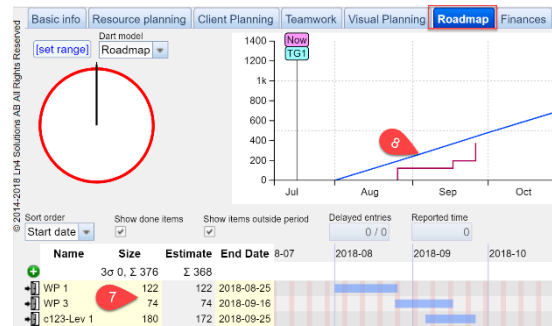 Basic info Resource planning Client Planning Teamwork Visual Planning Roadmap Finances
© 2014-2018 Ln4 Solutions AB All Rights Reserved
[set range] Dart model
Roadmap
Now
TG1
1400
1200
1k
800
600
400
200
0
8
Jul Aug Sep Oct
Sort order Show done items Show items outside period Delayed entries Reported time
Start date 0 / 0 0
Name Size Estimate End Date 8-07 2018-08 2018-09 2018-10
3σ 0, Σ 376 Σ 368
WP 1 122 122 2018-08-25
7
WP 3 74 74 2018-09-16
c123-Lev 1 180 172 2018-09-25